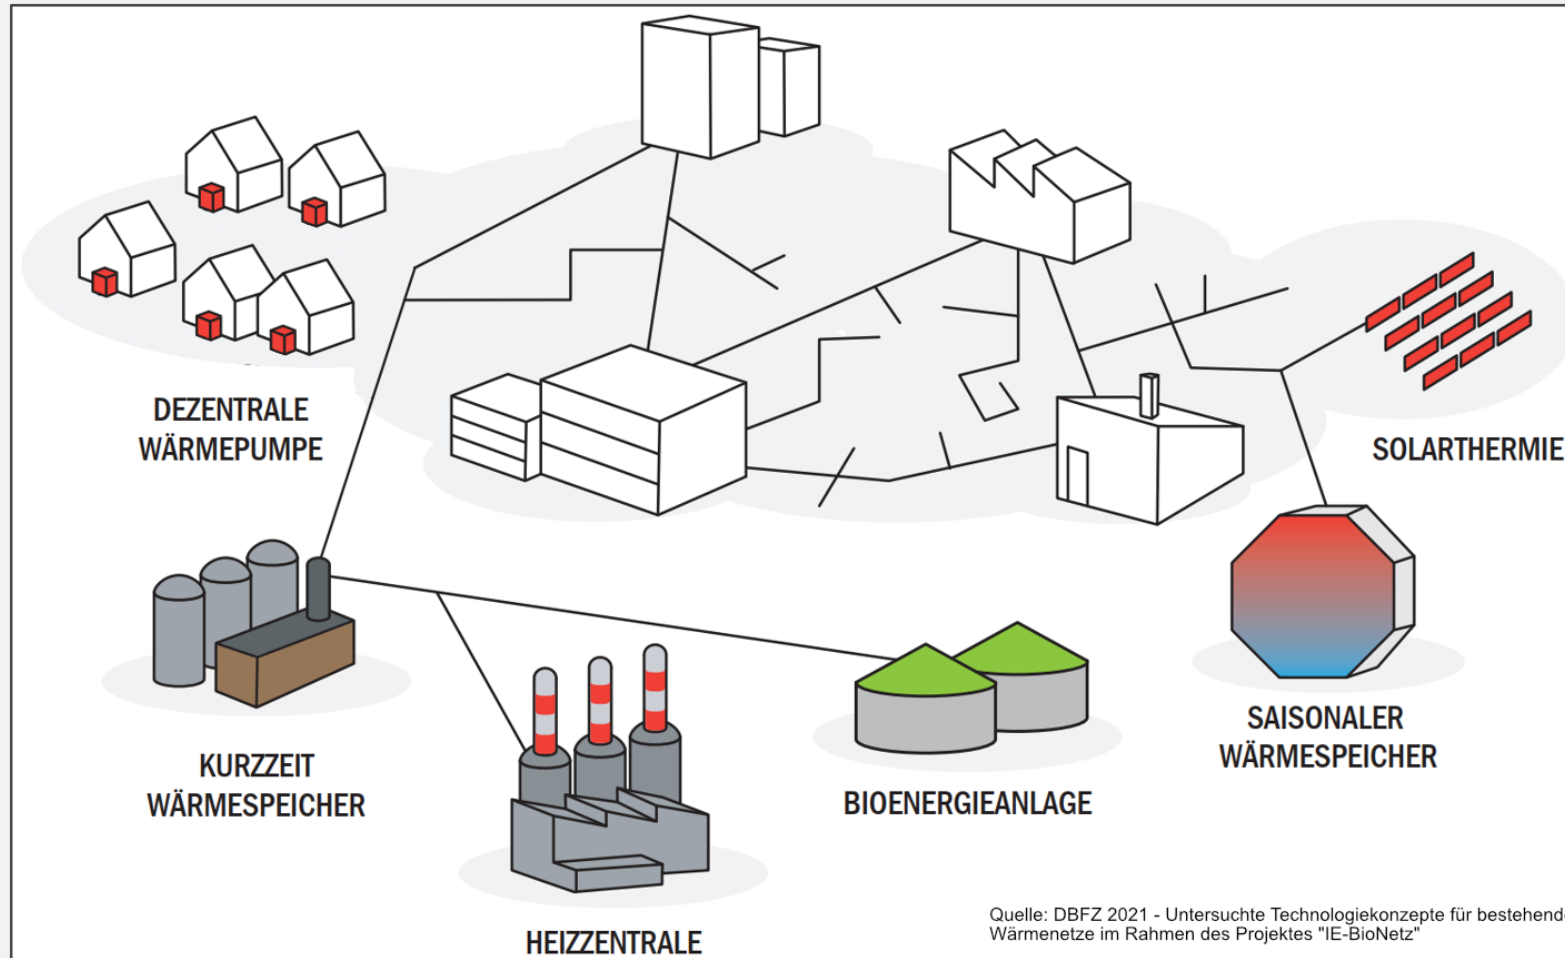 DEZENTRALE
WÄRMEPUMPE
SOLARTHERMIE
KURZZEIT
WÄRMESPEICHER
HEIZZENTRALE
BIOENERGIEANLAGE
SAISONALER
WÄRMESPEICHER
Quelle: DBFZ 2021 - Untersuchte Technologiekonzepte für bestehend
Wärmenetze im Rahmen des Projektes "IE-BioNetz"